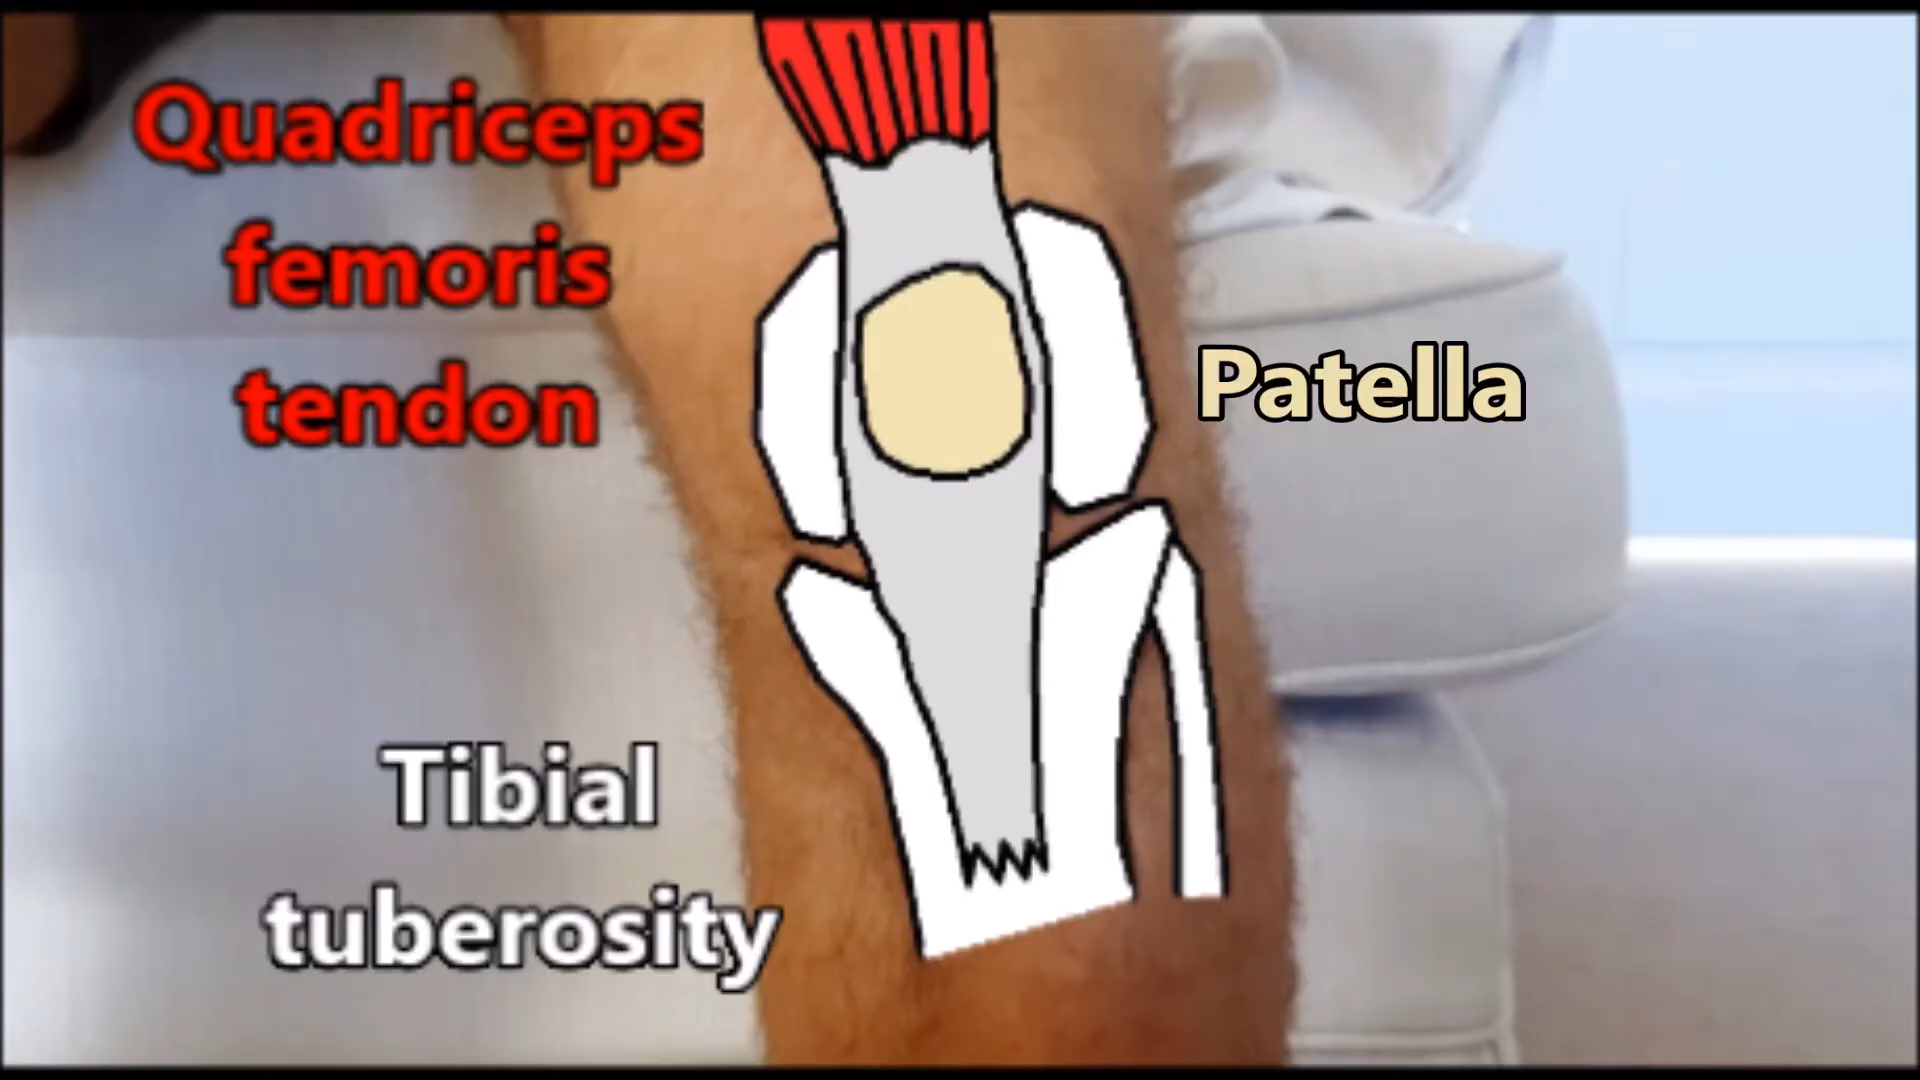 Quadriceps
femoris
tendon
Patella
Tibial
tuberosity